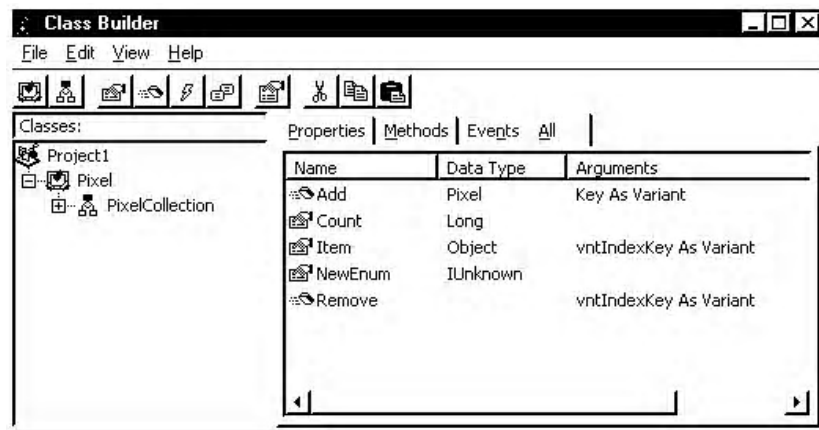 Class Builder
File Edit View Help
Classes:
Project1
Pixel
PixelCollection
Properties Methods Events All
Name Data Type Arguments
Add Pixel Key As Variant
Count Long
Item Object vntIndexKey As Variant
NewEnum IUnknown
Remove vntIndexKey As Variant